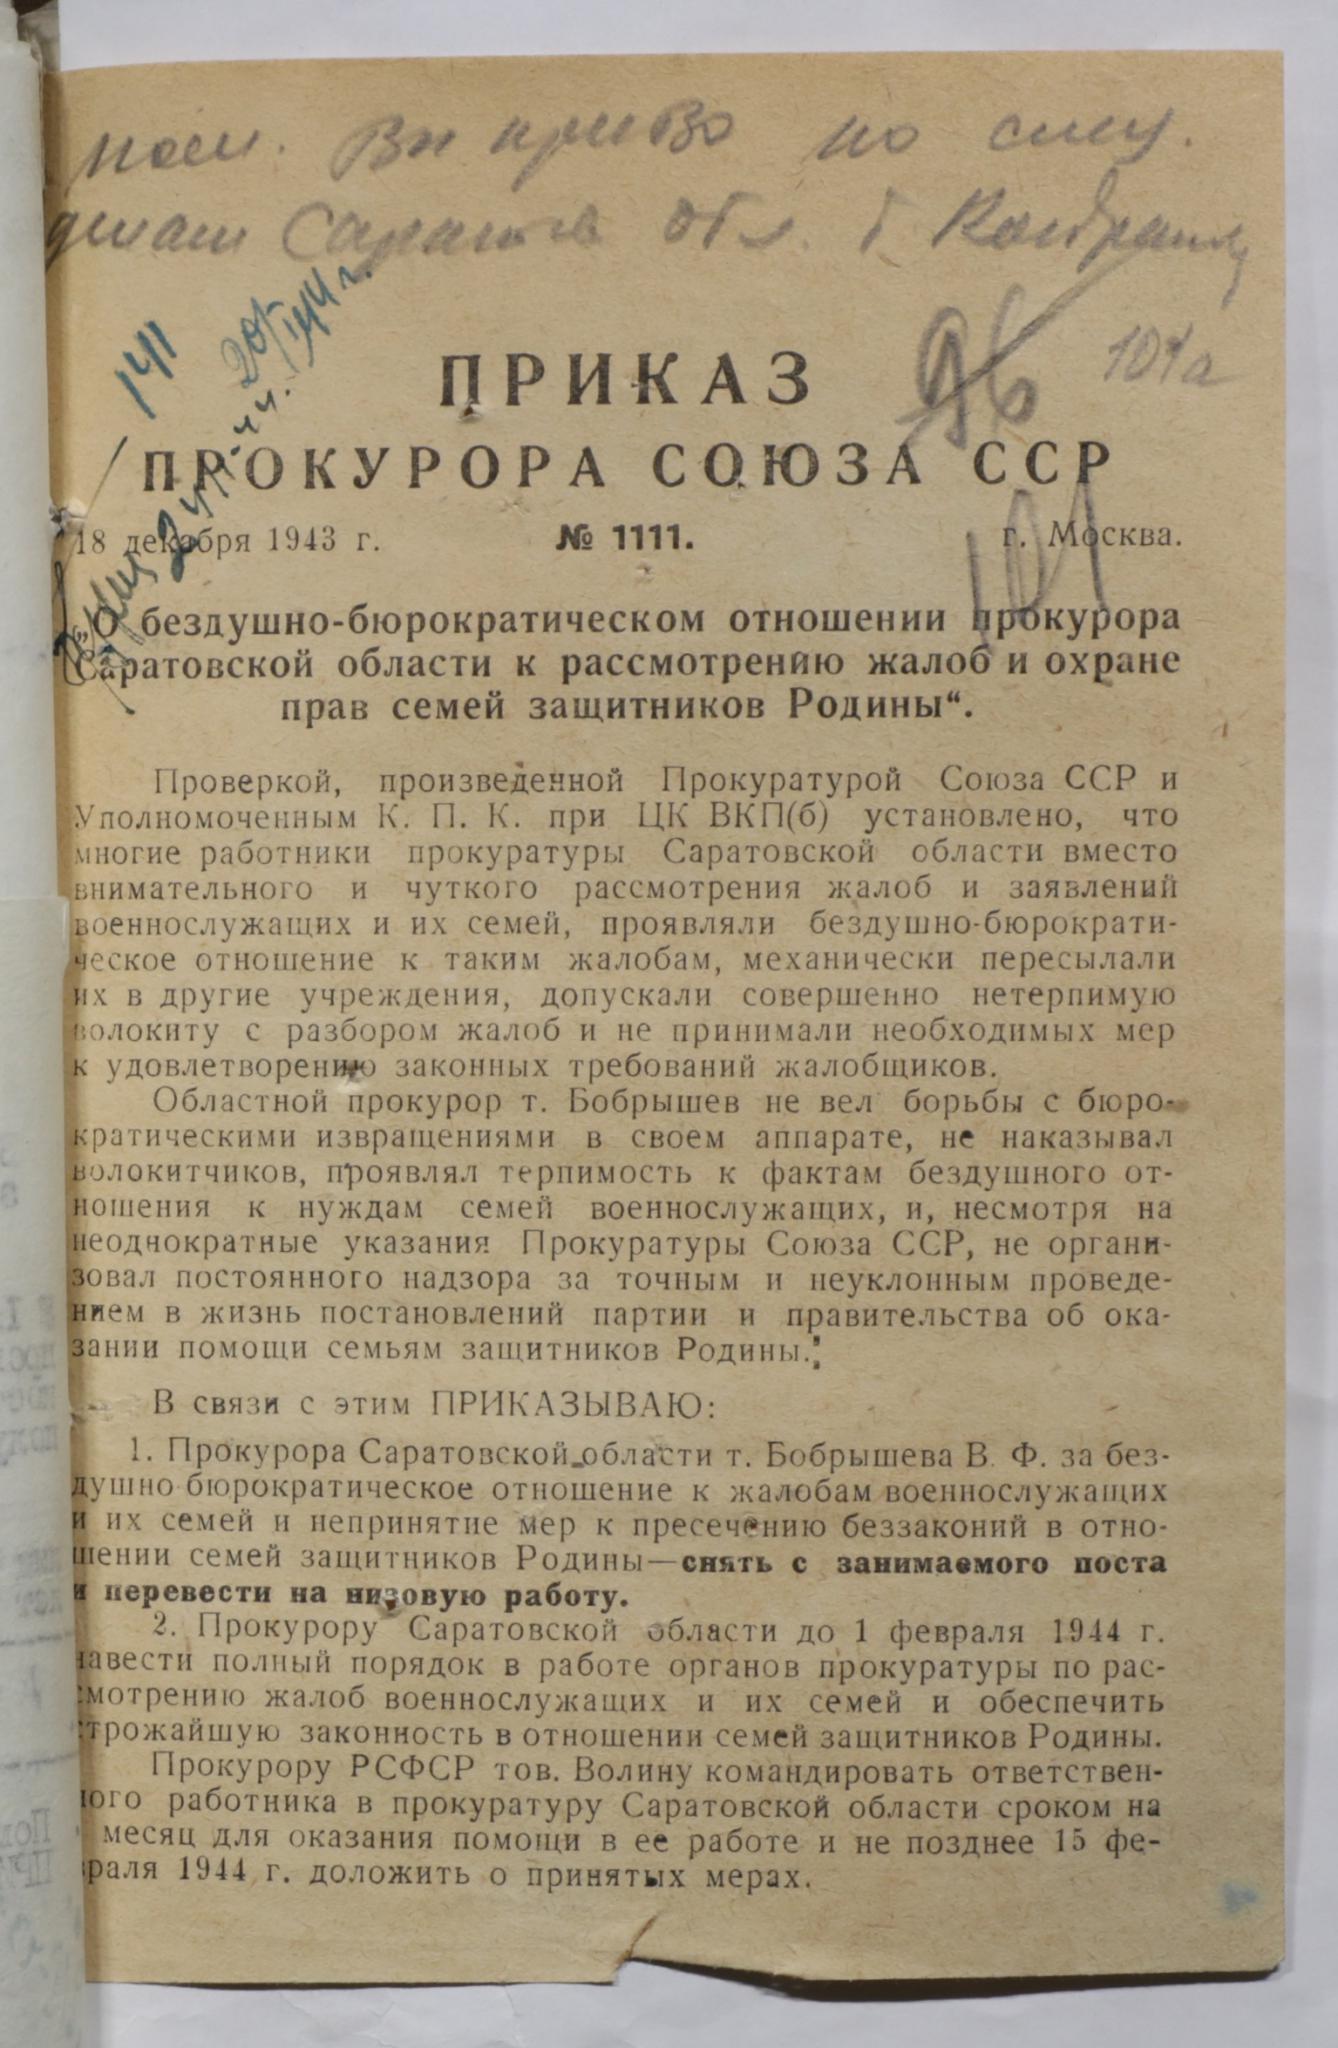 по спец.
делам Саратов обл. т.
141
96
101а
101
ПРИКАЗ
ПРОКУРОРА СОЮЗА ССР
18 декабря 1943 г. № 1111. г. Москва.
„О бездушно-бюрократическом отношении прокурора
Саратовской области к рассмотрению жалоб и охране
прав семей защитников Родины“.
Проверкой, произведенной Прокуратурой Союза ССР и
Уполномоченным К. П. К. при ЦК ВКП(б) установлено, что
многие работники прокуратуры Саратовской области вместо
внимательного и чуткого рассмотрения жалоб и заявлений
военнослужащих и их семей, проявляли бездушно-бюрократи-
ческое отношение к таким жалобам, механически пересылали
их в другие учреждения, допускали совершенно нетерпимую
волокиту с разбором жалоб и не принимали необходимых мер
к удовлетворению законных требований жалобщиков.
Областной прокурор т. Бобрышев не вел борьбы с бюро-
кратическими извращениями в своем аппарате, не наказывал
волокитчиков, проявлял терпимость к фактам бездушного от-
ношения к нуждам семей военнослужащих, и, несмотря на
неоднократные указания Прокуратуры Союза ССР, не органи-
зовал постоянного надзора за точным и неуклонным проведе-
нием в жизнь постановлений партии и правительства об ока-
зании помощи семьям защитников Родины.
В связи с этим ПРИКАЗЫВАЮ:
1. Прокурора Саратовской области т. Бобрышева В. Ф. за без-
душно-бюрократическое отношение к жалобам военнослужащих
и их семей и непринятие мер к пресечению беззаконий в отно-
шении семей защитников Родины—снять с занимаемого поста
и перевести на низовую работу.
2. Прокурору Саратовской области до 1 февраля 1944 г.
навести полный порядок в работе органов прокуратуры по рас-
смотрению жалоб военнослужащих и их семей и обеспечить
строжайшую законность в отношении семей защитников Родины.
Прокурору РСФСР тов. Волину командировать ответствен-
ного работника в прокуратуру Саратовской области сроком на
месяц для оказания помощи в ее работе и не позднее 15 фе-
враля 1944 г. доложить о принятых мерах.